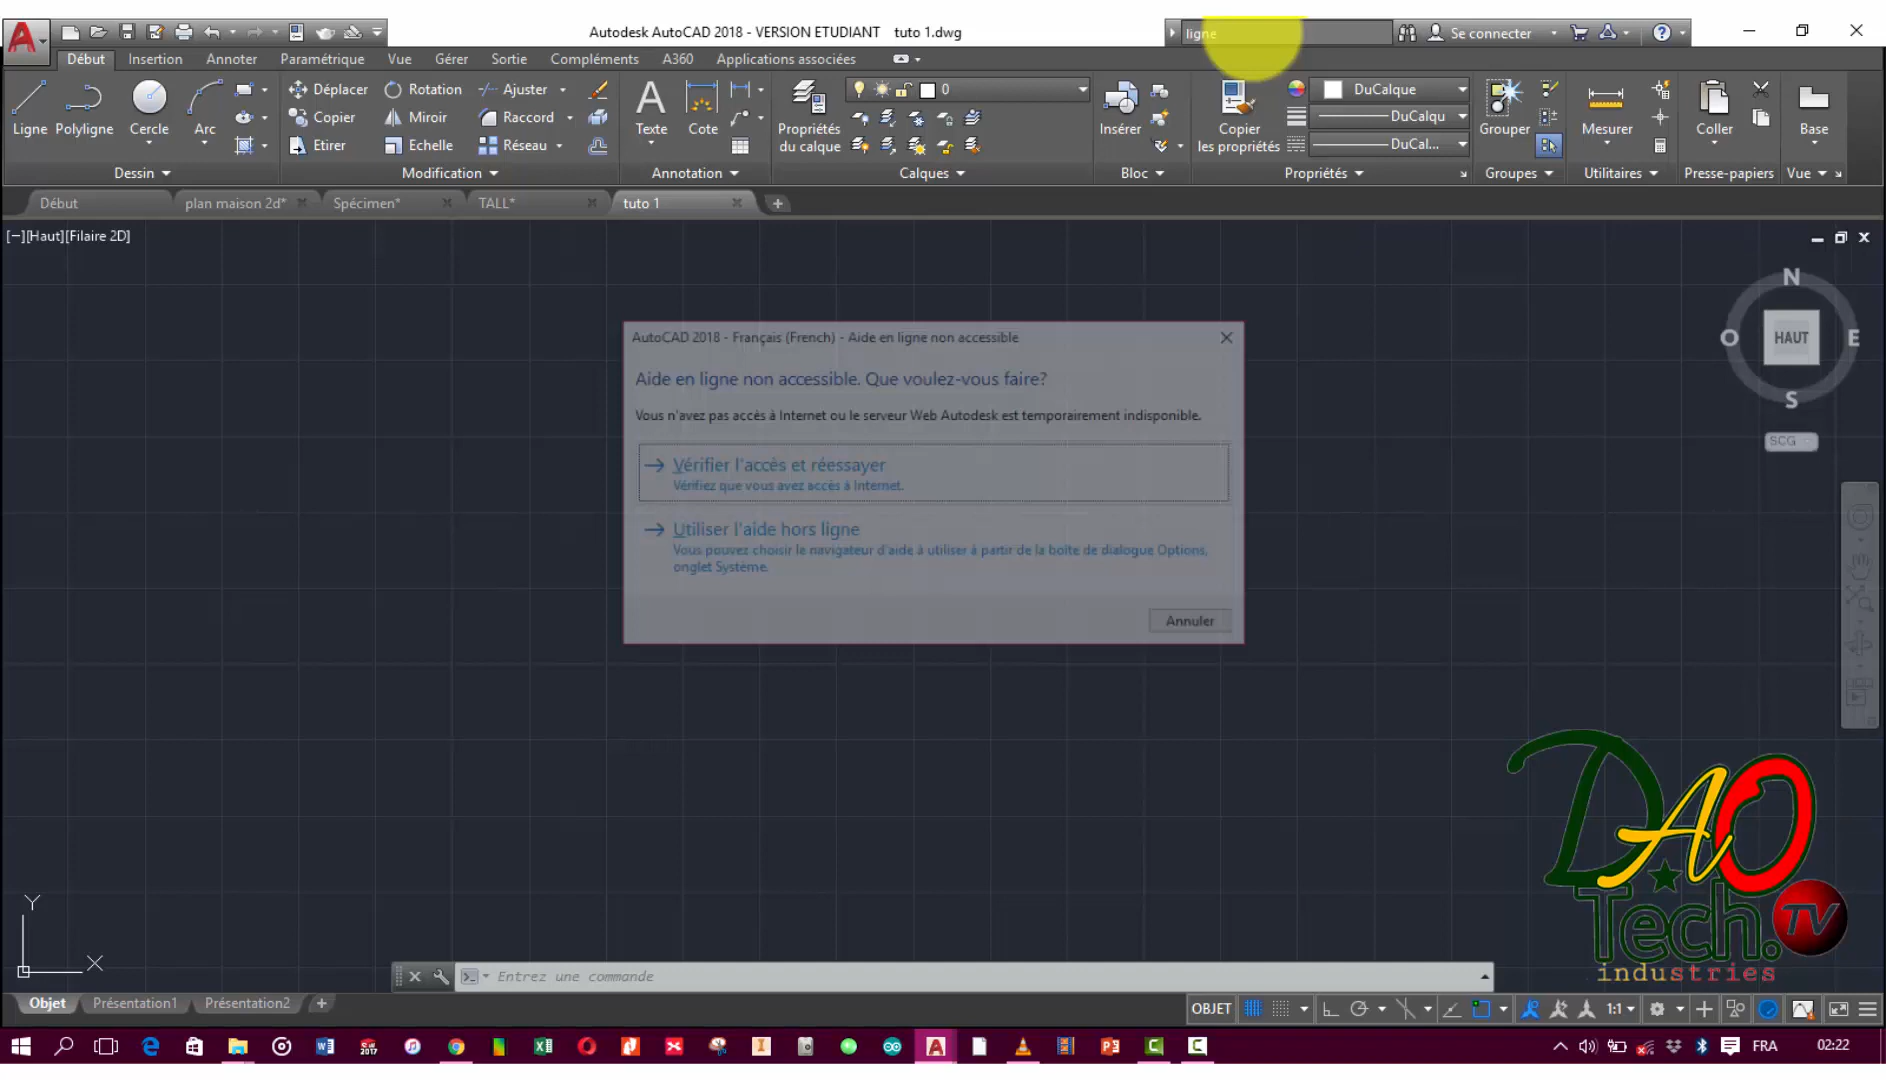 Autodesk AutoCAD 2018 - VERSION ETUDIANT tuto 1.dwg
ligne
Se connecter
Début Insertion Annoter Paramétrique Vue Gérer Sortie Compléments A360 Applications associées
Ligne Polyligne Cercle Arc
Déplacer Rotation Ajuster
Copier Miroir Raccord
Etirer Echelle Réseau
Texte Cote
Propriétés du calque
0
Insérer
Copier les propriétés
DuCalque
DuCalqu
DuCal...
Grouper Mesurer Coller Base
Dessin Modification Annotation Calques Bloc Propriétés Groupes Utilitaires Presse-papiers Vue
Début plan maison 2d* Spécimen* TALL* tuto 1
[−][Haut][Filaire 2D]
N
O HAUT E
S
SCG
AutoCAD 2018 - Français (French) - Aide en ligne non accessible
Aide en ligne non accessible. Que voulez-vous faire?
Vous n'avez pas accès à Internet ou le serveur Web Autodesk est temporairement indisponible.
Vérifier l'accès et réessayer
Vérifiez que vous avez accès à Internet.
Utiliser l'aide hors ligne
Vous pouvez choisir le navigateur d'aide à utiliser à partir de la boîte de dialogue Options,
onglet Système.
Annuler
DAO
Tech. TV
industries
Y
X
Entrez une commande
Objet Présentation1 Présentation2
OBJET 1:1
FRA 02:22